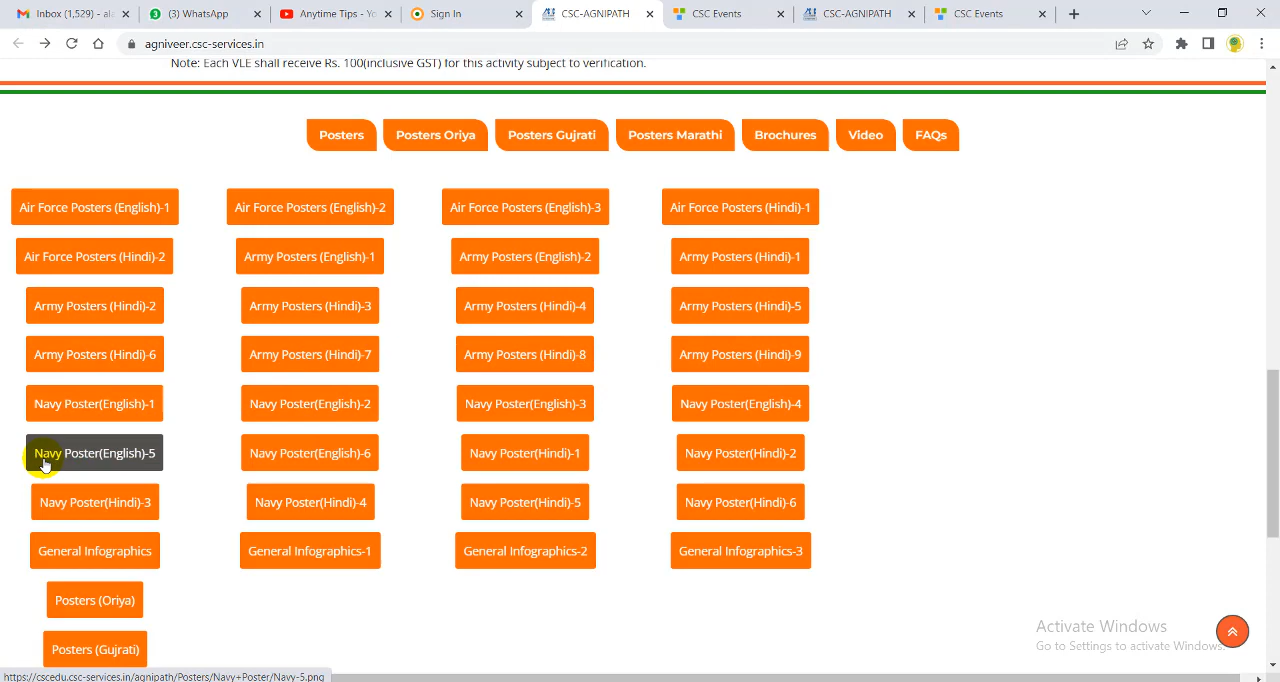 Inbox (1,529) - ala
(3) WhatsApp
Anytime Tips - Yo
Sign In
CSC-AGNIPATH
CSC Events
CSC-AGNIPATH
CSC Events
agniveer.csc-services.in
Note: Each VLE shall receive Rs. 100(inclusive GST) for this activity subject to verification.
Posters Posters Oriya Posters Gujrati Posters Marathi Brochures Video FAQs
Air Force Posters (English)-1 Air Force Posters (English)-2 Air Force Posters (English)-3 Air Force Posters (Hindi)-1
Air Force Posters (Hindi)-2 Army Posters (English)-1 Army Posters (English)-2 Army Posters (Hindi)-1
Army Posters (Hindi)-2 Army Posters (Hindi)-3 Army Posters (Hindi)-4 Army Posters (Hindi)-5
Army Posters (Hindi)-6 Army Posters (Hindi)-7 Army Posters (Hindi)-8 Army Posters (Hindi)-9
Navy Poster(English)-1 Navy Poster(English)-2 Navy Poster(English)-3 Navy Poster(English)-4
Navy Poster(English)-5 Navy Poster(English)-6 Navy Poster(Hindi)-1 Navy Poster(Hindi)-2
Navy Poster(Hindi)-3 Navy Poster(Hindi)-4 Navy Poster(Hindi)-5 Navy Poster(Hindi)-6
General Infographics General Infographics-1 General Infographics-2 General Infographics-3
Posters (Oriya)
Posters (Gujrati)
Activate Windows
Go to Settings to activate Windows.
https://cscedu.csc-services.in/agnipath/Posters/Navy+Poster/Navy-5.png